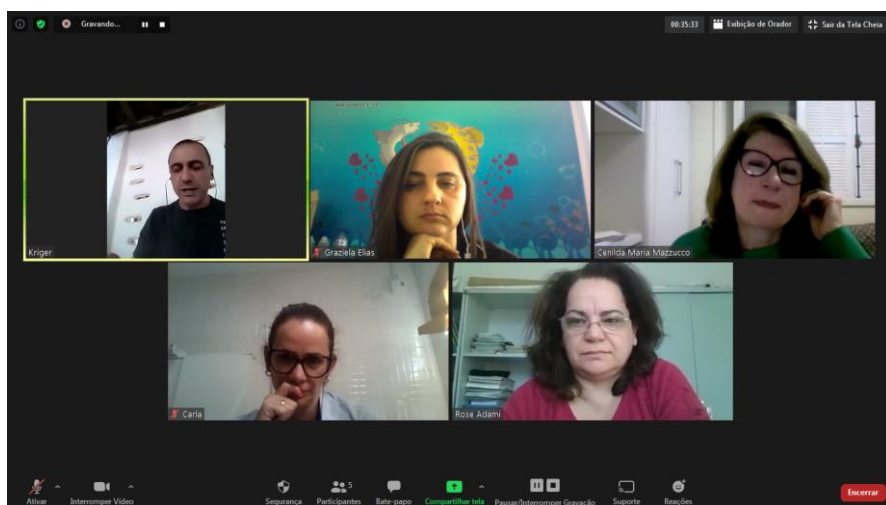 Gravando...
00:35:33
Exibição de Orador
Sair da Tela Cheia
Kriger
Graziela Elias
Cenilda Maria Mazzucco
Carla
Rose Adami
Ativar
Interromper Vídeo
Segurança
5
Participantes
Bate-papo
Compartilhar tela
Pausar/Interromper Gravação
Suporte
Reações
Encerrar